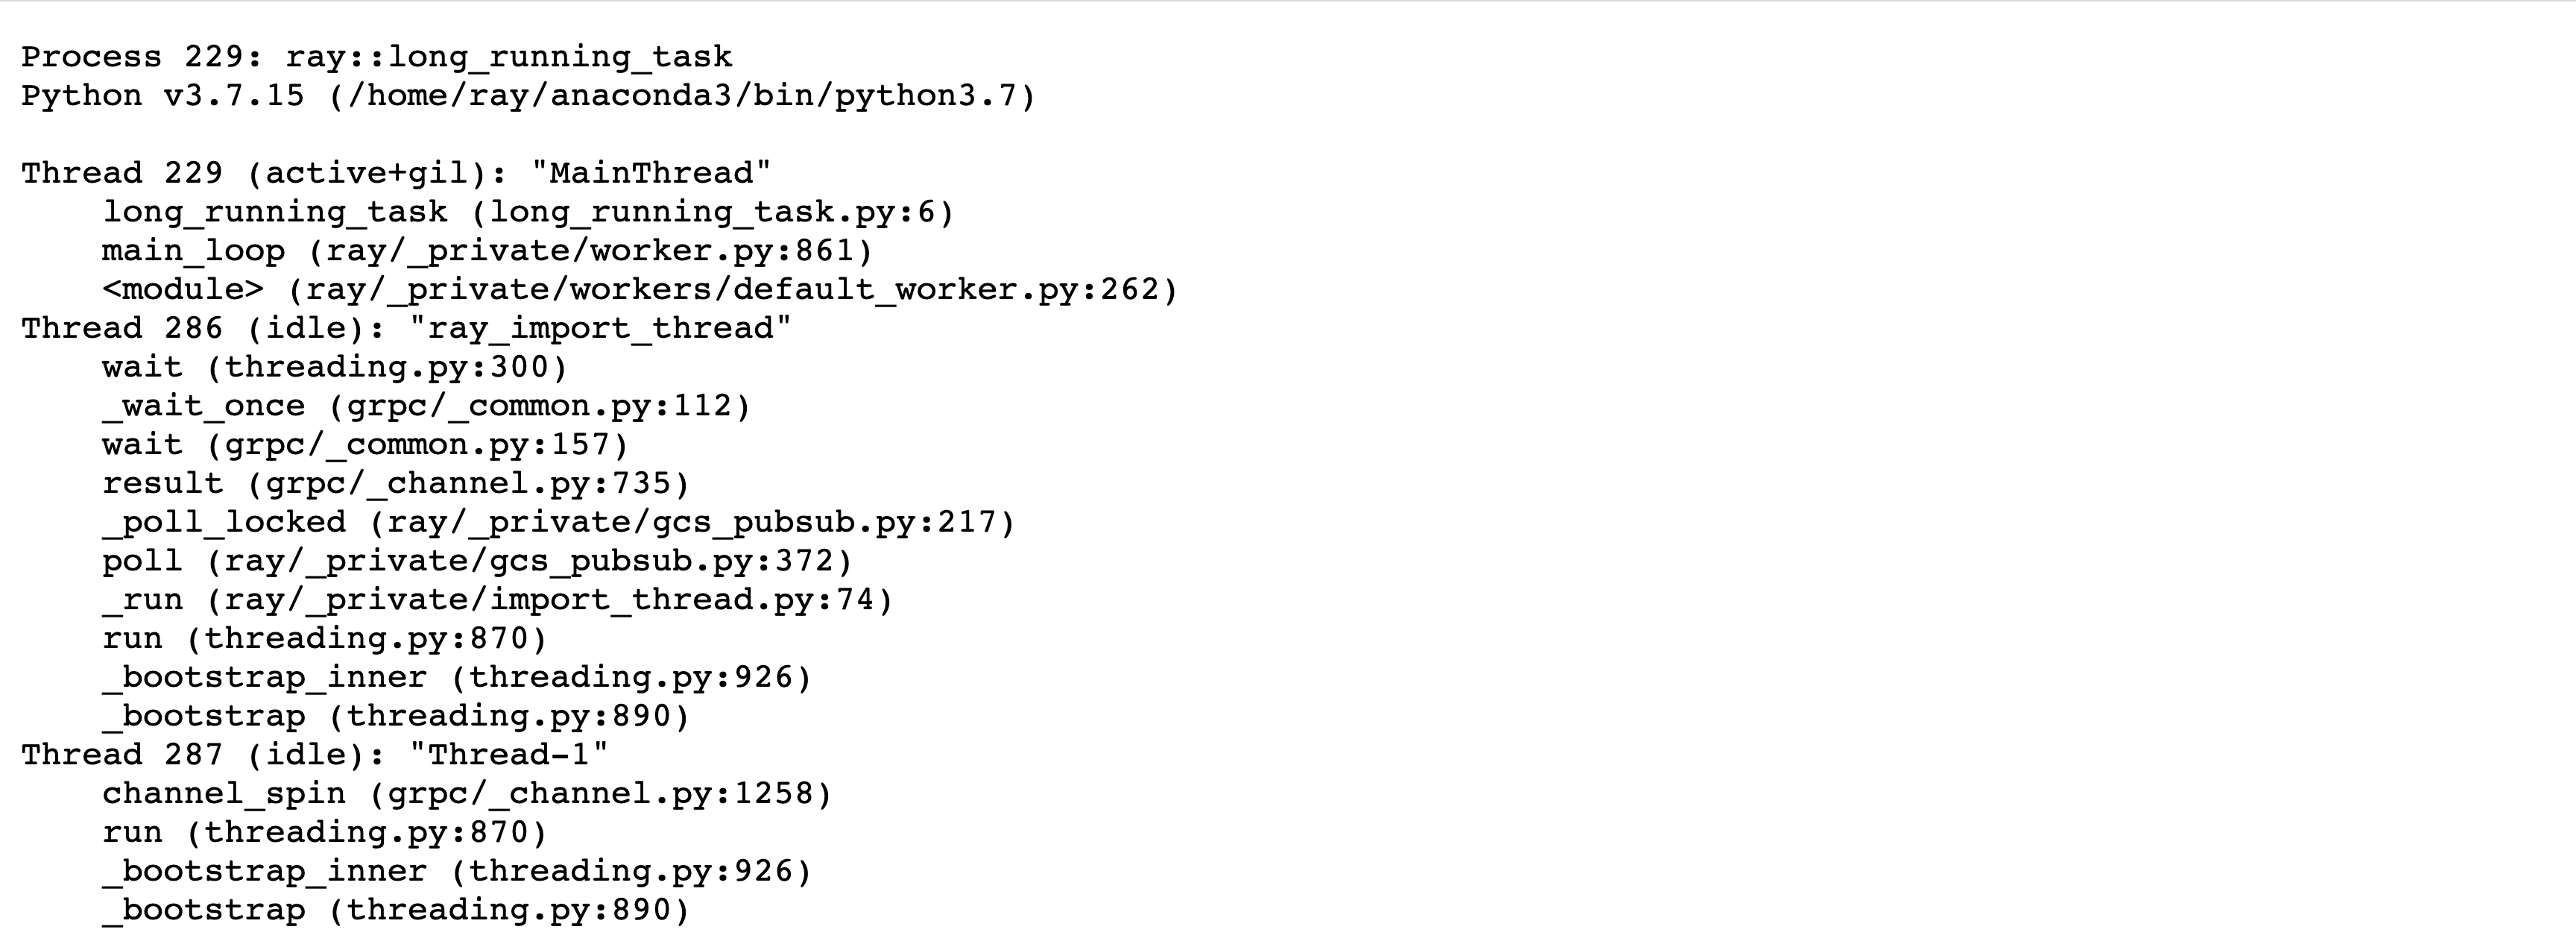 Process 229: ray::long_running_task
Python v3.7.15 (/home/ray/anaconda3/bin/python3.7)

Thread 229 (active+gil): "MainThread"
    long_running_task (long_running_task.py:6)
    main_loop (ray/_private/worker.py:861)
    <module> (ray/_private/workers/default_worker.py:262)
Thread 286 (idle): "ray_import_thread"
    wait (threading.py:300)
    _wait_once (grpc/_common.py:112)
    wait (grpc/_common.py:157)
    result (grpc/_channel.py:735)
    _poll_locked (ray/_private/gcs_pubsub.py:217)
    poll (ray/_private/gcs_pubsub.py:372)
    _run (ray/_private/import_thread.py:74)
    run (threading.py:870)
    _bootstrap_inner (threading.py:926)
    _bootstrap (threading.py:890)
Thread 287 (idle): "Thread-1"
    channel_spin (grpc/_channel.py:1258)
    run (threading.py:870)
    _bootstrap_inner (threading.py:926)
    _bootstrap (threading.py:890)